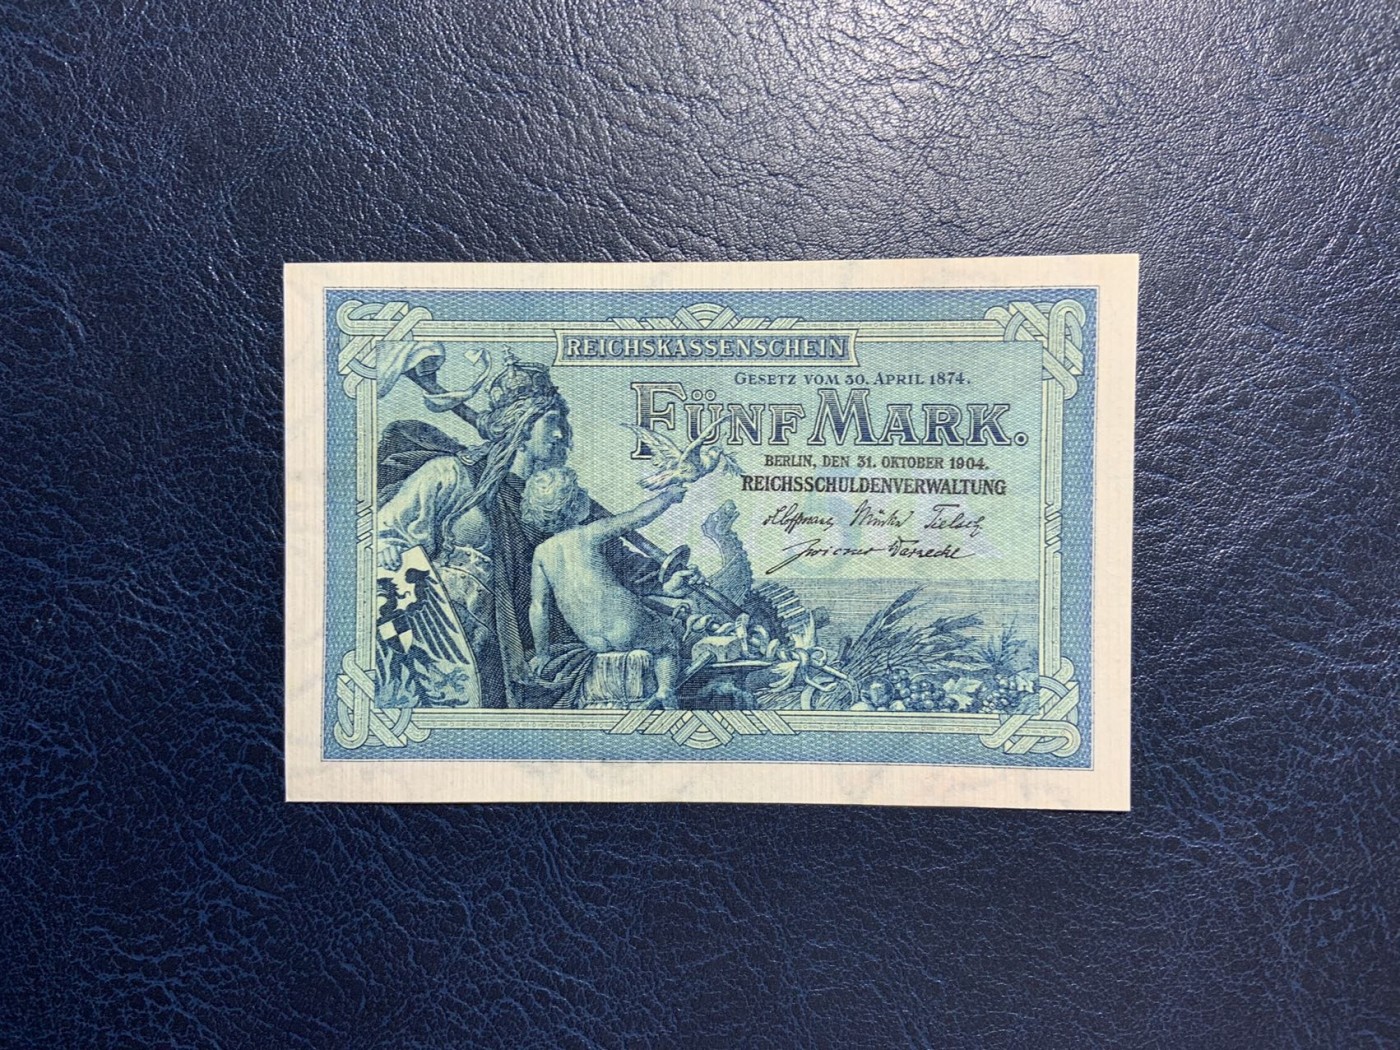 REICHSKASSENSCHEIN
GESETZ VOM 30. APRIL 1874.
FÜNF MARK.
BERLIN, DEN 31. OKTOBER 1904.
REICHSSCHULDENVERWALTUNG